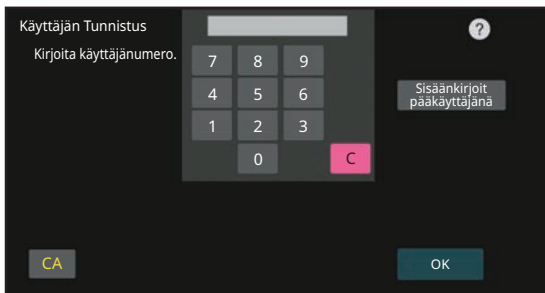 Käyttäjän Tunnistus
?
Kirjoita käyttäjänumero.
7 8 9
4 5 6
Sisäänkirjoit
pääkäyttäjänä
1 2 3
0 C
CA
OK